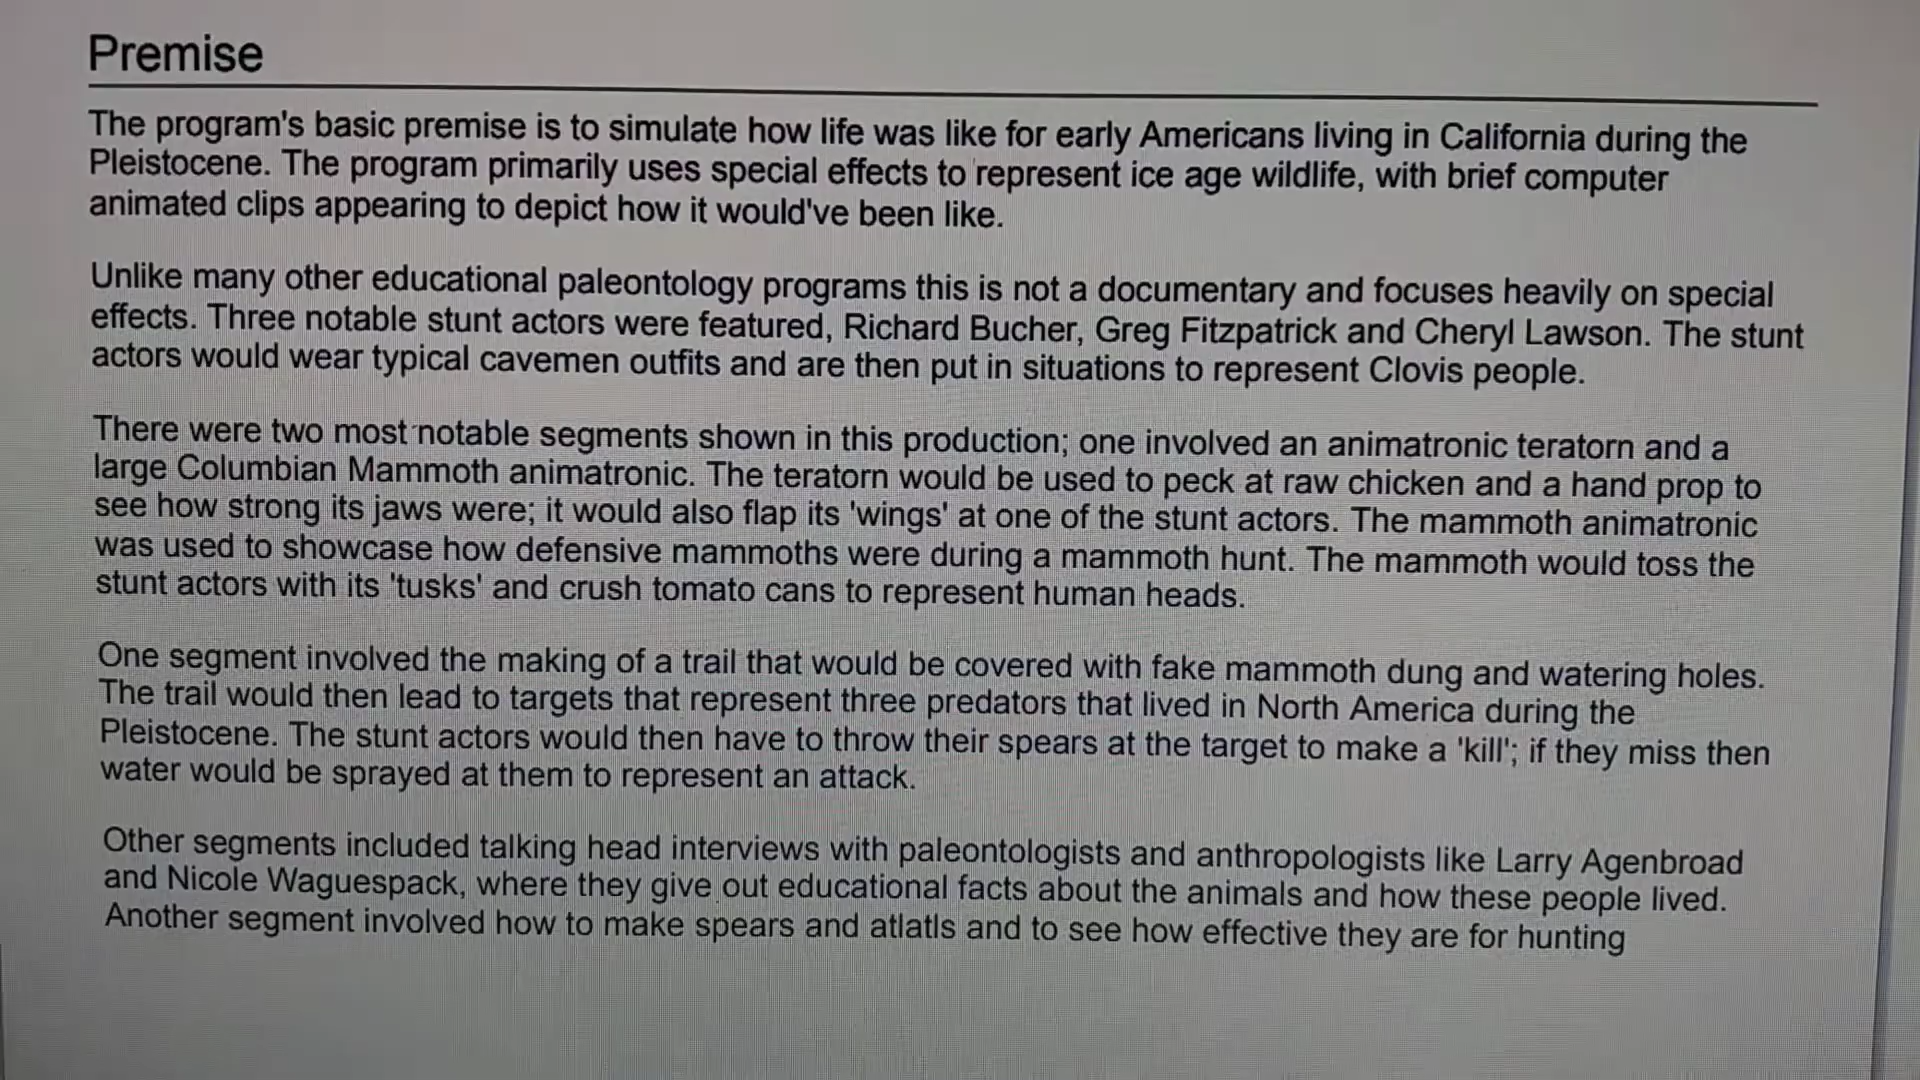 Premise
The program's basic premise is to simulate how life was like for early Americans living in California during the
Pleistocene. The program primarily uses special effects to represent ice age wildlife, with brief computer
animated clips appearing to depict how it would've been like.
Unlike many other educational paleontology programs this is not a documentary and focuses heavily on special
effects. Three notable stunt actors were featured, Richard Bucher, Greg Fitzpatrick and Cheryl Lawson. The stunt
actors would wear typical cavemen outfits and are then put in situations to represent Clovis people.
There were two most notable segments shown in this production; one involved an animatronic teratorn and a
large Columbian Mammoth animatronic. The teratorn would be used to peck at raw chicken and a hand prop to
see how strong its jaws were; it would also flap its 'wings' at one of the stunt actors. The mammoth animatronic
was used to showcase how defensive mammoths were during a mammoth hunt. The mammoth would toss the
stunt actors with its 'tusks' and crush tomato cans to represent human heads.
One segment involved the making of a trail that would be covered with fake mammoth dung and watering holes.
The trail would then lead to targets that represent three predators that lived in North America during the
Pleistocene. The stunt actors would then have to throw their spears at the target to make a 'kill'; if they miss then
water would be sprayed at them to represent an attack.
Other segments included talking head interviews with paleontologists and anthropologists like Larry Agenbroad
and Nicole Waguespack, where they give out educational facts about the animals and how these people lived.
Another segment involved how to make spears and atlatls and to see how effective they are for hunting